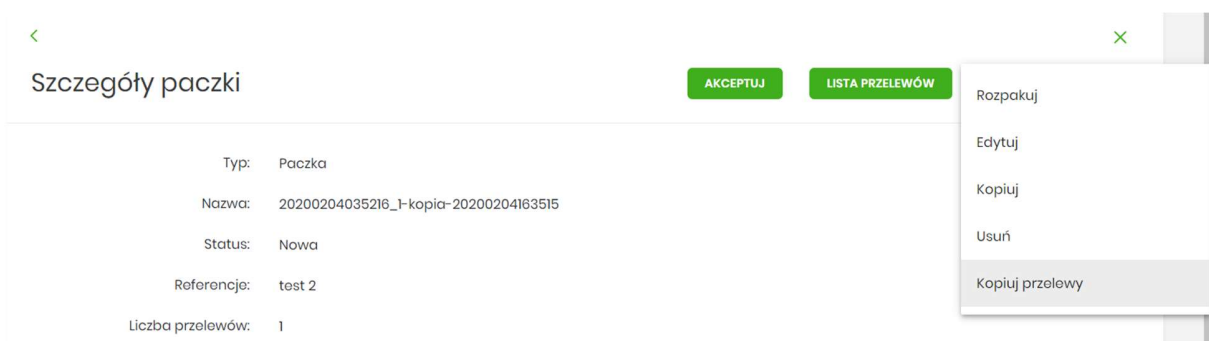 Szczegóły paczki
AKCEPTUJ
LISTA PRZELEWÓW
Rozpakuj
Edytuj
Kopiuj
Usuń
Kopiuj przelewy
Typ: Paczka
Nazwa: 20200204035216_1-kopia-20200204163515
Status: Nowa
Referencje: test 2
Liczba przelewów: 1